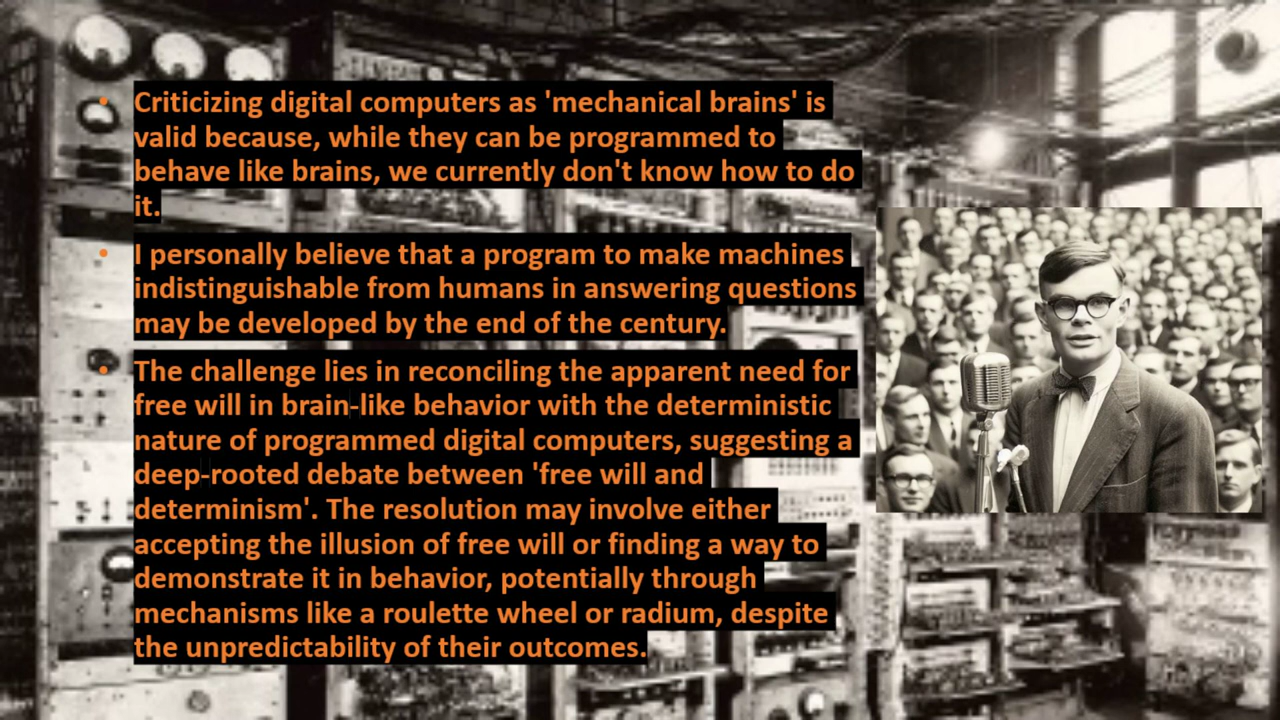 Criticizing digital computers as 'mechanical brains' is
valid because, while they can be programmed to
behave like brains, we currently don't know how to do
it.
I personally believe that a program to make machines
indistinguishable from humans in answering questions
may be developed by the end of the century.
The challenge lies in reconciling the apparent need for
free will in brain-like behavior with the deterministic
nature of programmed digital computers, suggesting a
deep-rooted debate between 'free will and
determinism'. The resolution may involve either
accepting the illusion of free will or finding a way to
demonstrate it in behavior, potentially through
mechanisms like a roulette wheel or radium, despite
the unpredictability of their outcomes.